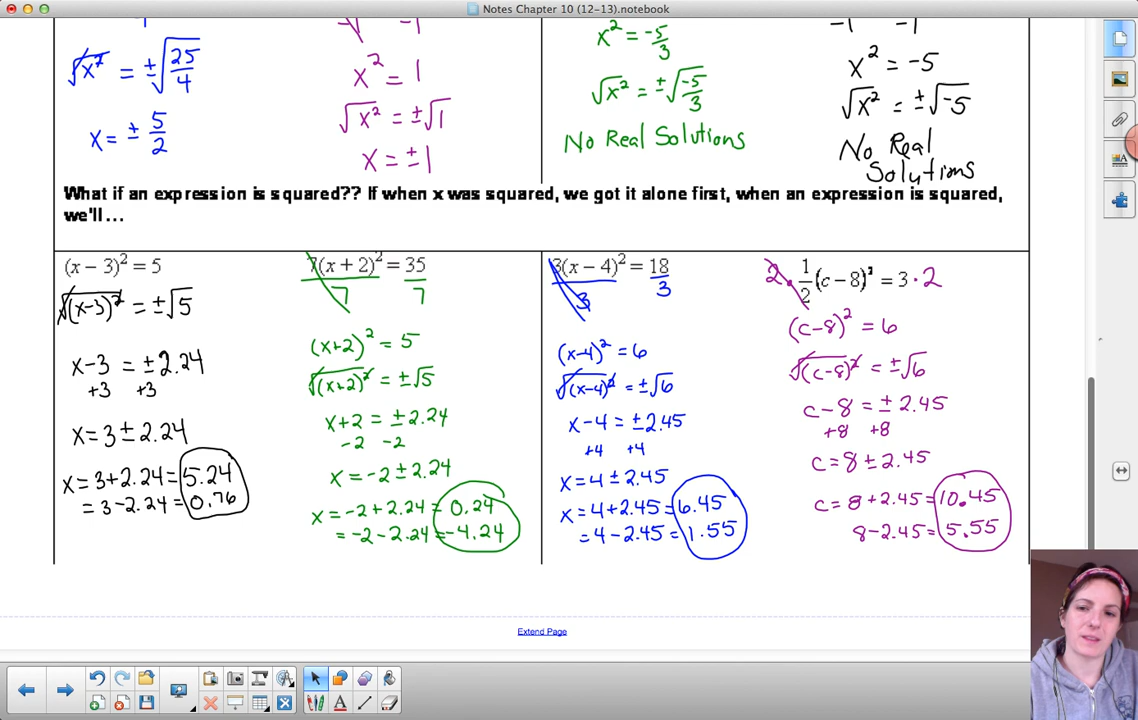 Notes Chapter 10 (12–13).notebook
√x² = ± √25/4
x = ± 5/2
x² = 1
√x² = ±√1
x = ±1
x² = -5/3
√x² = ±√-5/3
No Real Solutions
-1 -1
x² = -5
√x² = ±√-5
No Real
Solutions
What if an expression is squared?? If when x was squared, we got it alone first, when an expression is squared,
we'll...
(x – 3)² = 5
√(x-3)² = ±√5
x-3 = ±2.24
+3 +3
x = 3 ± 2.24
x = 3 + 2.24 = 5.24
= 3 - 2.24 = 0.76
7(x + 2)² = 35
7 7
(x+2)² = 5
√(x+2)² = ±√5
x+2 = ±2.24
-2 -2
x = -2 ± 2.24
x = -2 + 2.24 = 0.24
= -2 - 2.24 = -4.24
3(x – 4)² = 18
3 3
(x-4)² = 6
√(x-4)² = ±√6
x-4 = ±2.45
+4 +4
x = 4 ± 2.45
x = 4 + 2.45 = 6.45
= 4 - 2.45 = 1.55
2 · 1/2 (c – 8)² = 3 · 2
(c-8)² = 6
√(c-8)² = ±√6
c-8 = ±2.45
+8 +8
c = 8 ± 2.45
c = 8 + 2.45 = 10.45
8 - 2.45 = 5.55
Extend Page